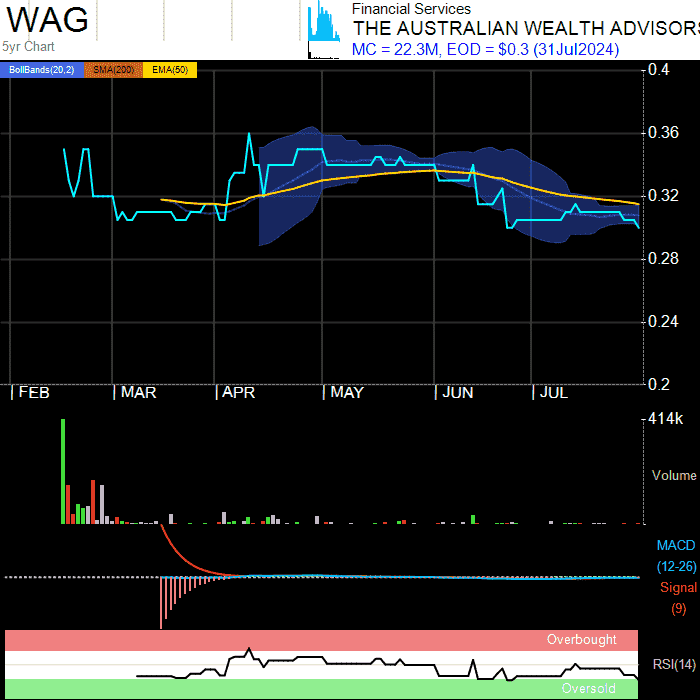 WAG
5yr Chart
Financial Services
THE AUSTRALIAN WEALTH ADVISORS
MC = 22.3M, EOD = $0.3 (31Jul2024)
BollBands(20,2) SMA(200) EMA(50)
0.4
0.36
0.32
0.28
0.24
0.2
FEB MAR APR MAY JUN JUL
414k
Volume
MACD
(12-26)
Signal
(9)
Overbought
RSI(14)
Oversold